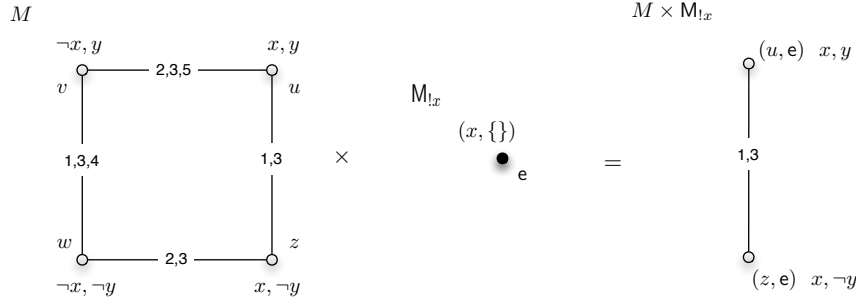 M
M × M!x
¬x, y
x, y
(u, e) x, y
2,3,5
v
u
M!x
(x, {})
1,3,4
1,3
×
e
=
1,3
w
z
2,3
¬x, ¬y
x, ¬y
(z, e) x, ¬y